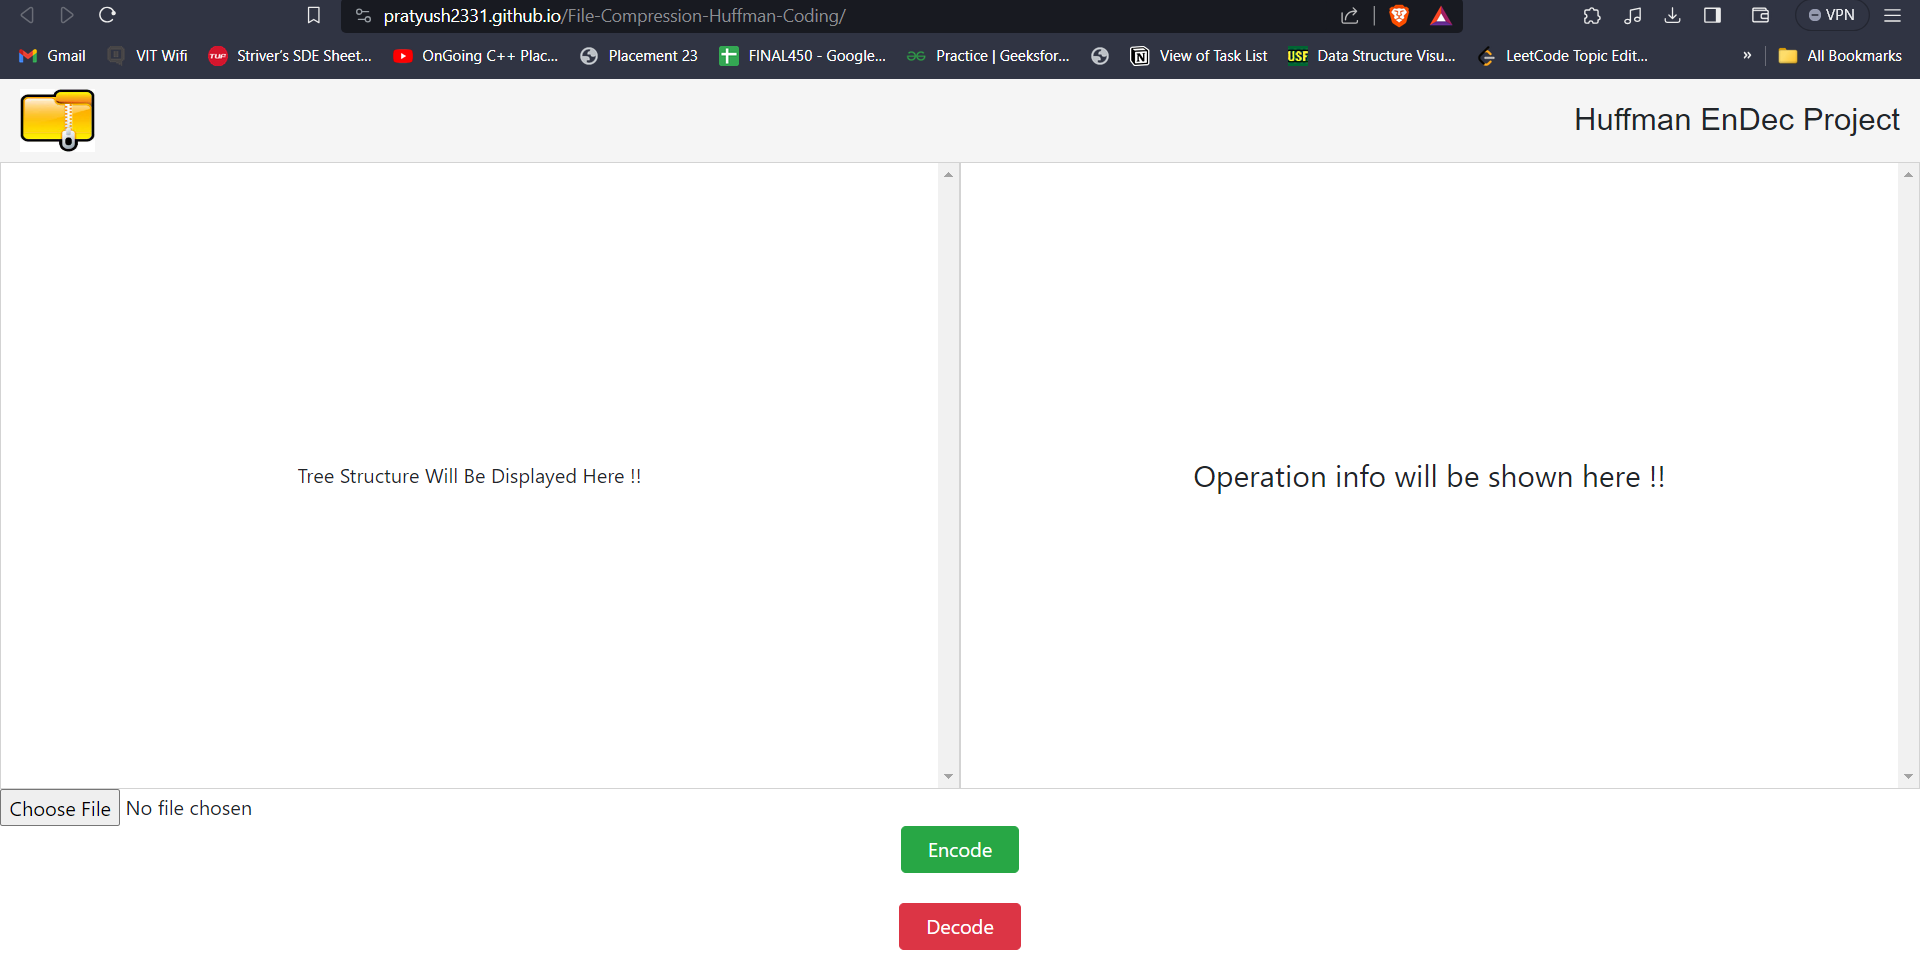 pratyush2331.github.io/File-Compression-Huffman-Coding/
VPN
Gmail
VIT Wifi
TUF
Striver's SDE Sheet...
OnGoing C++ Plac...
Placement 23
FINAL450 - Google...
Practice | Geeksfor...
View of Task List
USF
Data Structure Visu...
LeetCode Topic Edit...
»
All Bookmarks
Huffman EnDec Project
Tree Structure Will Be Displayed Here !!
Operation info will be shown here !!
Choose File No file chosen
Encode
Decode